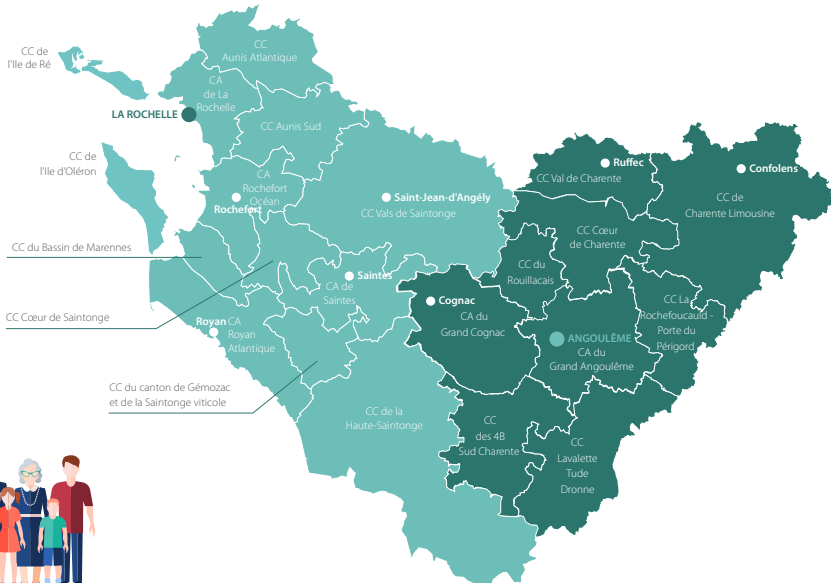 CC
Aunis Atlantique
CC de
l'Ile de Ré
CA
de La
Rochelle
LA ROCHELLE
CC Aunis Sud
CC de
l'Ile d'Oléron
CA
Rochefort
Océan
Rochefort
Saint-Jean-d'Angély
CC Vals de Saintonge
Ruffec
CC Val de Charente
Confolens
CC de
Charente Limousine
CC Cœur
de Charente
CC du Bassin de Marennes
CC du
Rouillacais
Saintes
CA de
Saintes
Cognac
CA du
Grand Cognac
CC La
Rochefoucauld -
Porte du
Périgord
CC Cœur de Saintonge
Royan CA
Royan
Atlantique
ANGOULÊME
CA du
Grand Angoulême
CC du canton de Gémozac
et de la Saintonge viticole
CC de la
Haute-Saintonge
CC
des 4B
Sud Charente
CC
Lavalette
Tude
Dronne